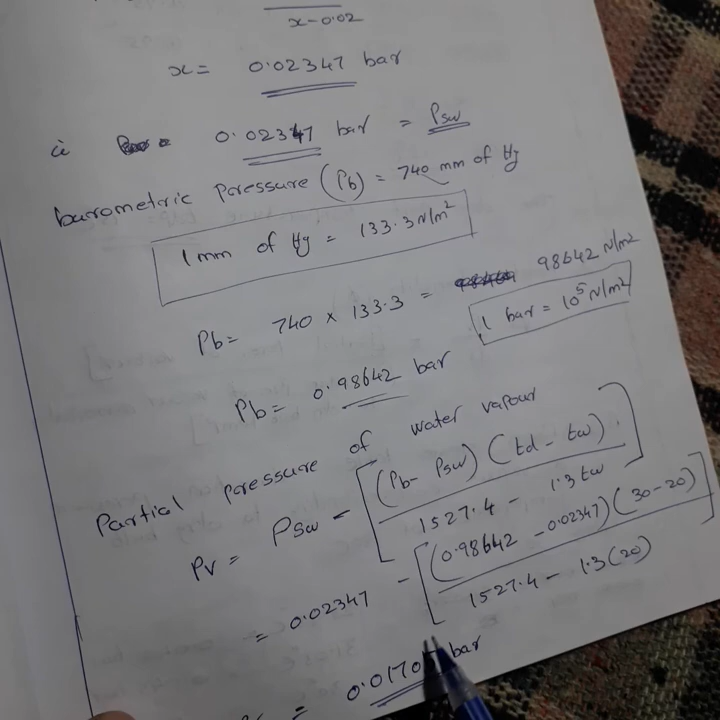 x-0.02
x = 0.02347 bar
ie 0.02347 bar = Psw
barometric Pressure (Pb) = 740 mm of Hg
1 mm of Hg = 133.3 N/m²
Pb = 740 x 133.3 = 98642 N/m²
1 bar = 10⁵ N/m²
Pb = 0.98642 bar
Partial pressure of water vapour
Pv = Psw - [(Pb - Psw) (td - tw) / 1527.4 - 1.3 tw]
= 0.02347 - [(0.98642 - 0.02347) (30-20) / 1527.4 - 1.3(20)]
= 0.0170 bar